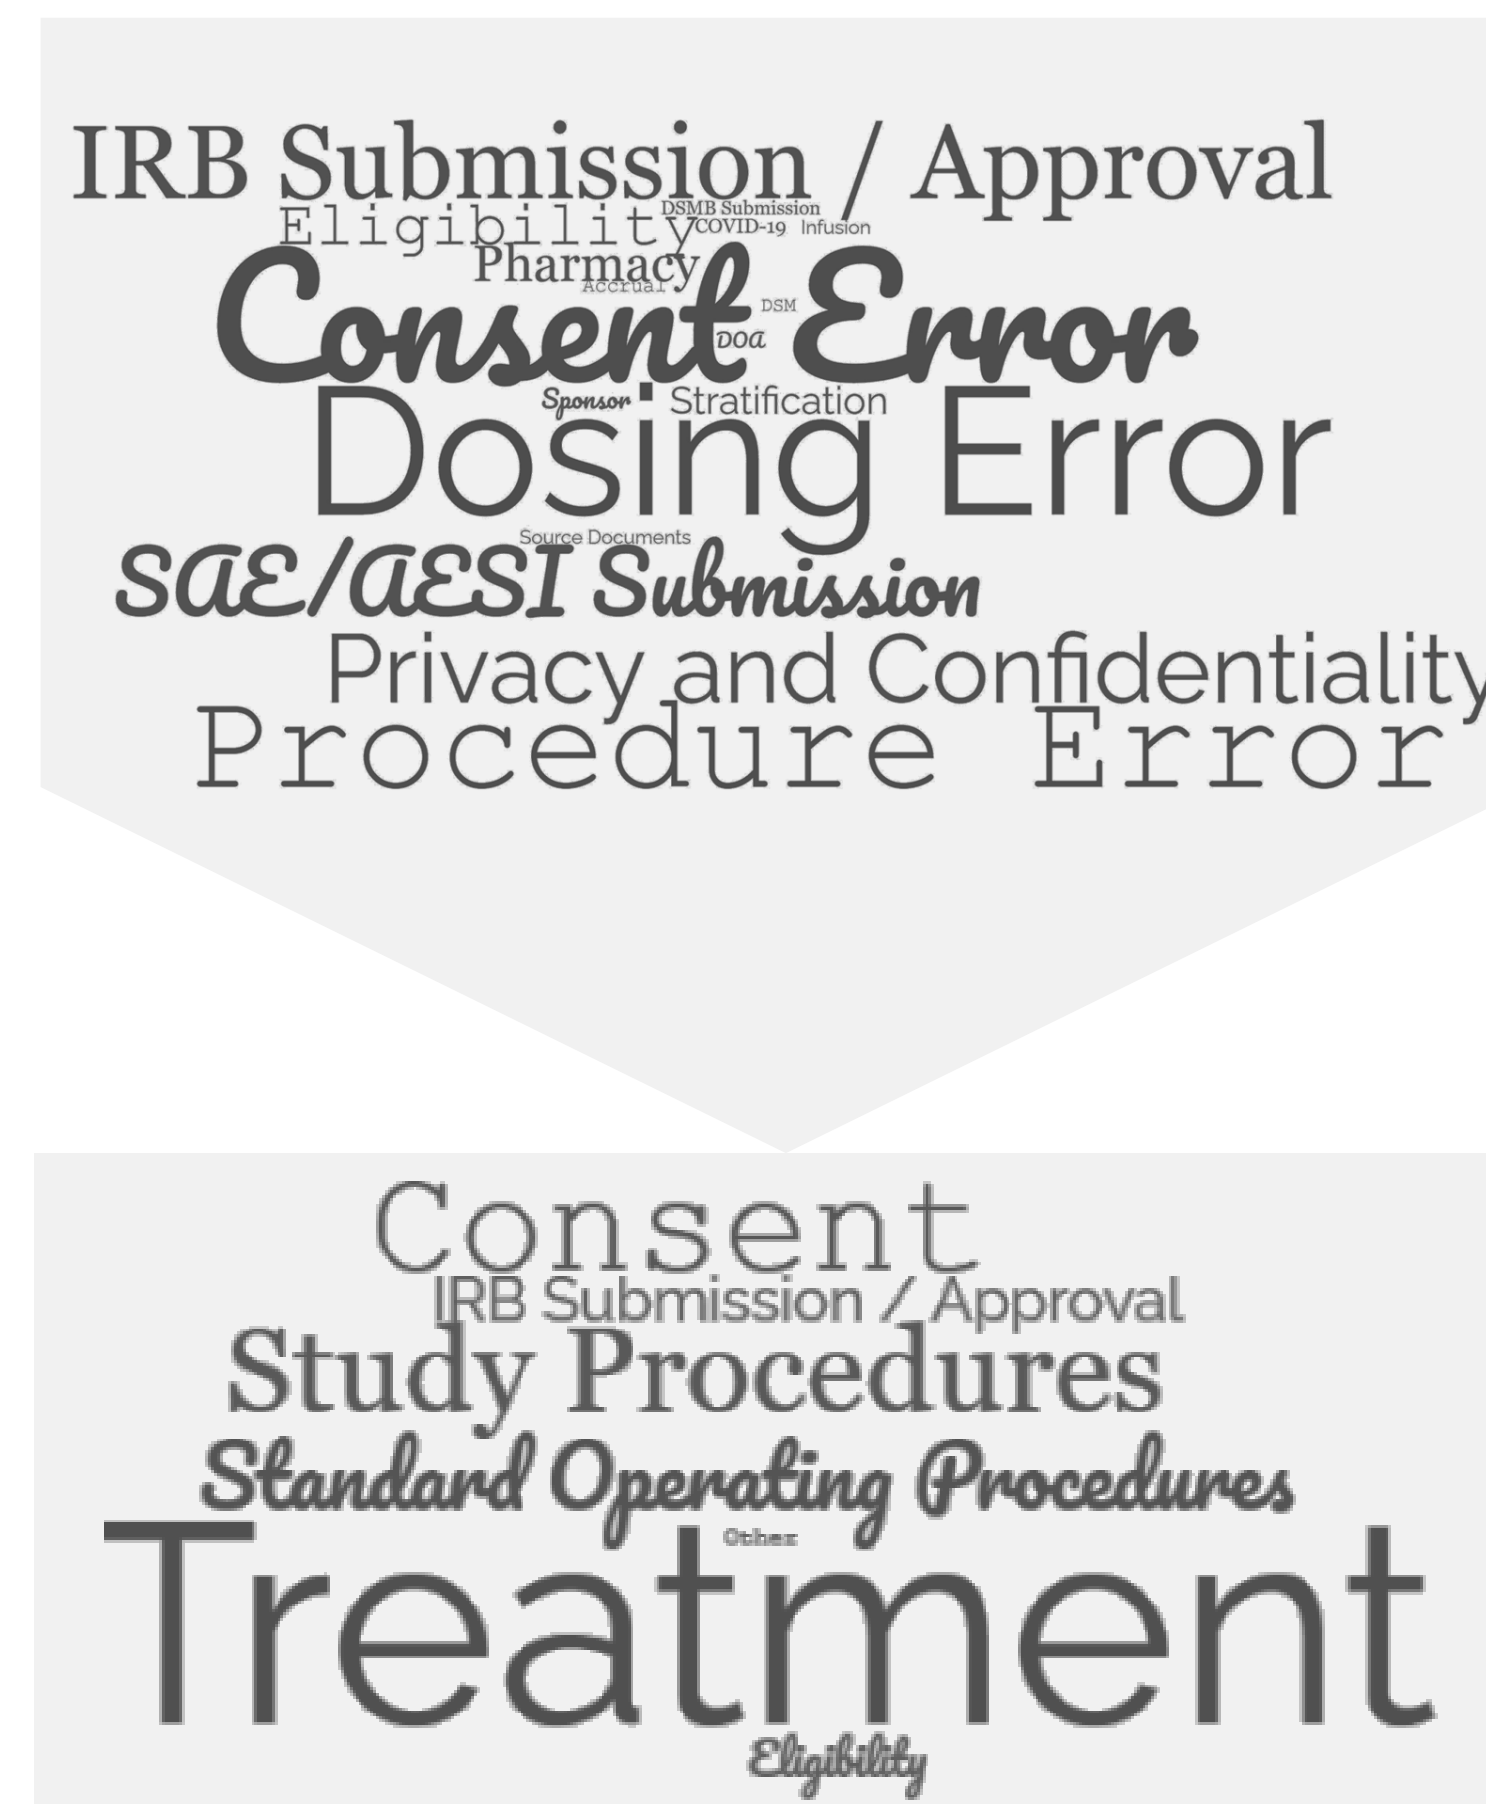 IRB Submission / Approval
DSMB Submission
Eligibility
COVID-19
Infusion
Pharmacy
Accrual
Consent Error
DSM
DOA
Sponsor
Stratification
Dosing Error
Source Documents
SAE/AESI Submission
Privacy and Confidentiality
Procedure Error
Consent
IRB Submission / Approval
Study Procedures
Standard Operating Procedures
Other
Treatment
Eligibility